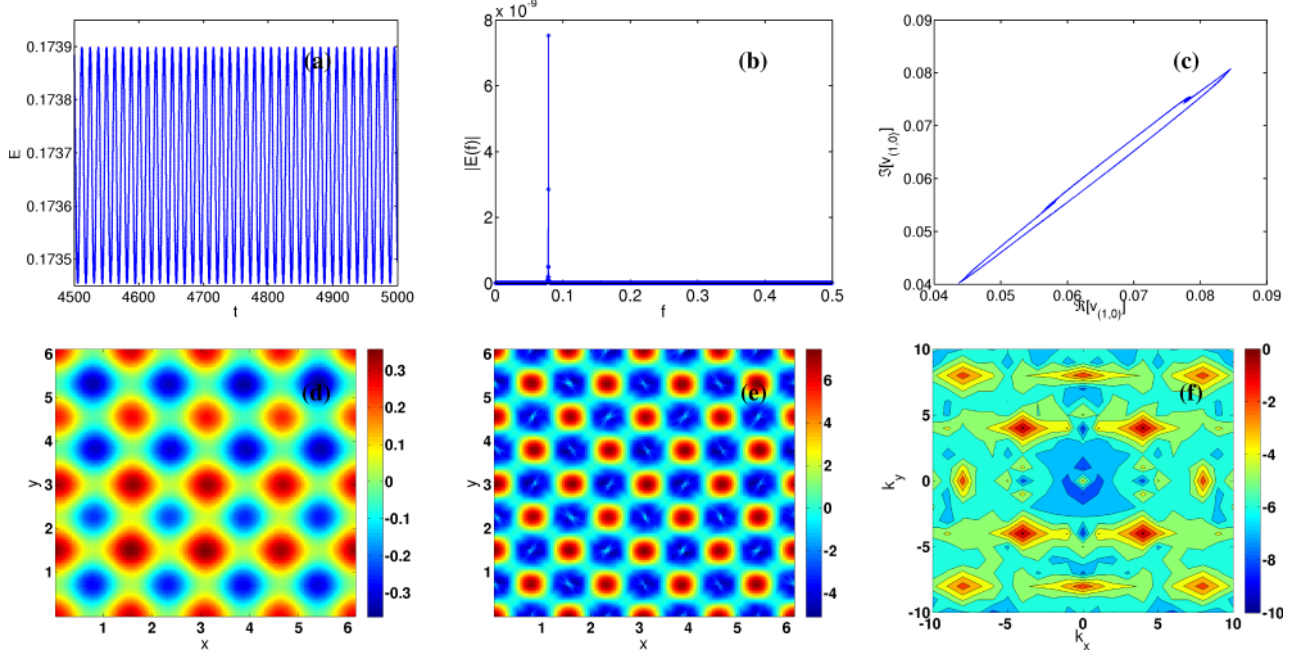 (a)
E
0.1739
0.1738
0.1737
0.1736
0.1735
4500 4600 4700 4800 4900 5000
t
x 10⁻⁹
(b)
|E(f)|
8
6
4
2
0
0 0.1 0.2 0.3 0.4 0.5
f
(c)
ℑ[v(1,0)]
0.09
0.08
0.07
0.06
0.05
0.04
0.04 0.05 0.06 0.07 0.08 0.09
ℜ[v(1,0)]
(d)
y
6
5
4
3
2
1
1 2 3 4 5 6
x
0.3
0.2
0.1
0
-0.1
-0.2
-0.3
(e)
y
6
5
4
3
2
1
1 2 3 4 5 6
x
6
4
2
0
-2
-4
(f)
k_y
10
5
0
-5
-10
-10 -5 0 5 10
k_x
0
-2
-4
-6
-8
-10